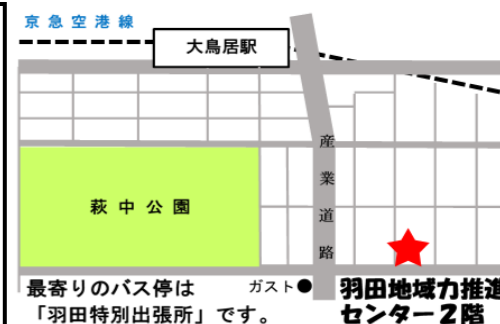 京急空港線
大鳥居駅
産業道路
萩中公園
ガスト
最寄りのバス停は
「羽田特別出張所」です。
羽田地域力推進
センター2階